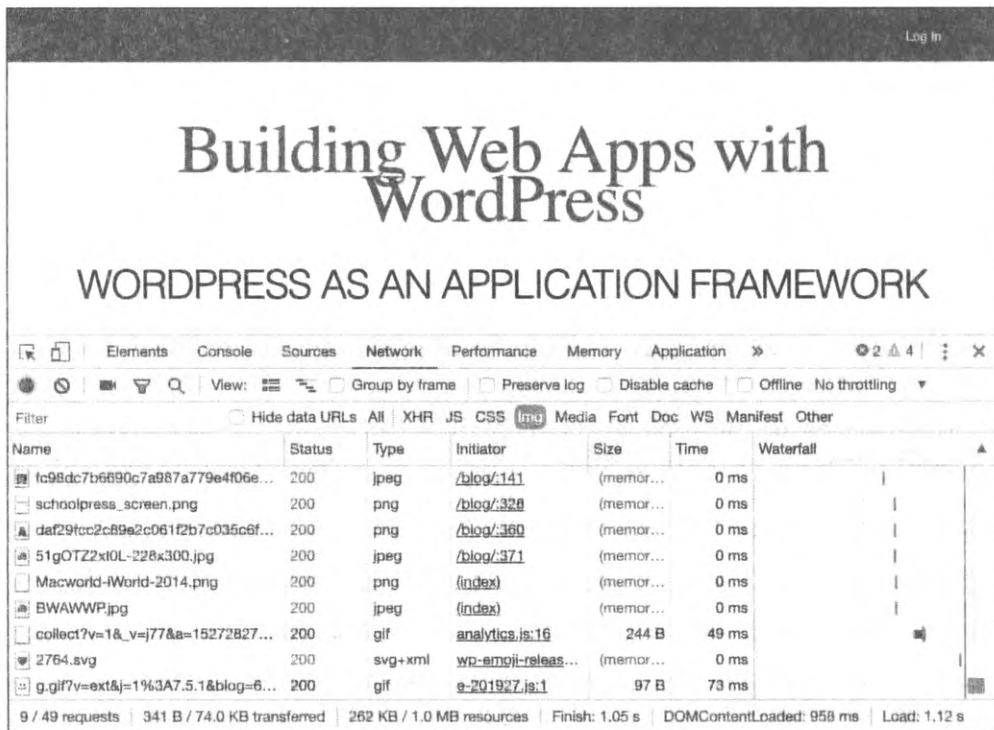 Log In
Building Web Apps with
WordPress
WORDPRESS AS AN APPLICATION FRAMEWORK
Elements Console Sources Network Performance Memory Application » 2 4
View: Group by frame Preserve log Disable cache Offline No throttling
Filter Hide data URLs All XHR JS CSS Img Media Font Doc WS Manifest Other
Name Status Type Initiator Size Time Waterfall
fc98dc7b6690c7a987a779e4f06e... 200 jpeg /blog/:141 (memor... 0 ms
schoolpress_screen.png 200 png /blog/:328 (memor... 0 ms
daf29fcc2c89e2c061f2b7c035c6f... 200 png /blog/:360 (memor... 0 ms
51gOTZ2xI0L-228x300.jpg 200 jpeg /blog/:371 (memor... 0 ms
Macworld-iWorld-2014.png 200 png (index) (memor... 0 ms
BWAWWP.jpg 200 jpeg (index) (memor... 0 ms
collect?v=1&_v=j77&a=15272827... 200 gif analytics.js:16 244 B 49 ms
2764.svg 200 svg+xml wp-emoji-releas... (memor... 0 ms
g.gif?v=ext&j=1%3A7.5.1&blog=6... 200 gif e-201927.js:1 97 B 73 ms
9 / 49 requests 341 B / 74.0 KB transferred 262 KB / 1.0 MB resources Finish: 1.05 s DOMContentLoaded: 958 ms Load: 1.12 s